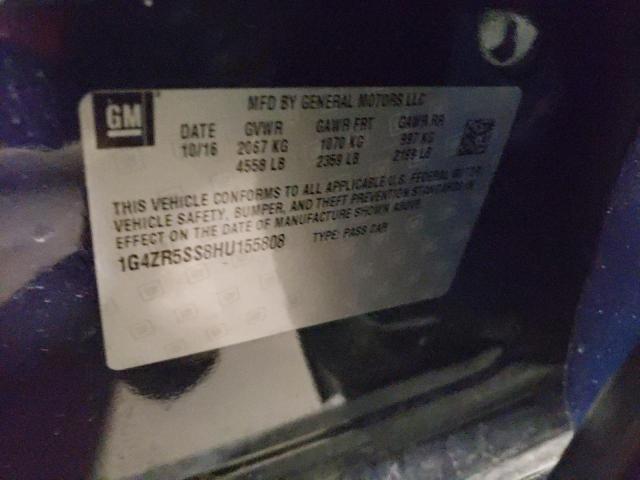 GM
MFD BY GENERAL MOTORS LLC
DATE GVWR GAWR FRT GAWR RR
10/16 2067 KG 1070 KG 997 KG
4558 LB 2359 LB 2199 LB
THIS VEHICLE CONFORMS TO ALL APPLICABLE U.S. FEDERAL MOTOR
VEHICLE SAFETY, BUMPER, AND THEFT PREVENTION STANDARDS IN
EFFECT ON THE DATE OF MANUFACTURE SHOWN ABOVE.
1G4ZR5SS8HU155808 TYPE: PASS CAR